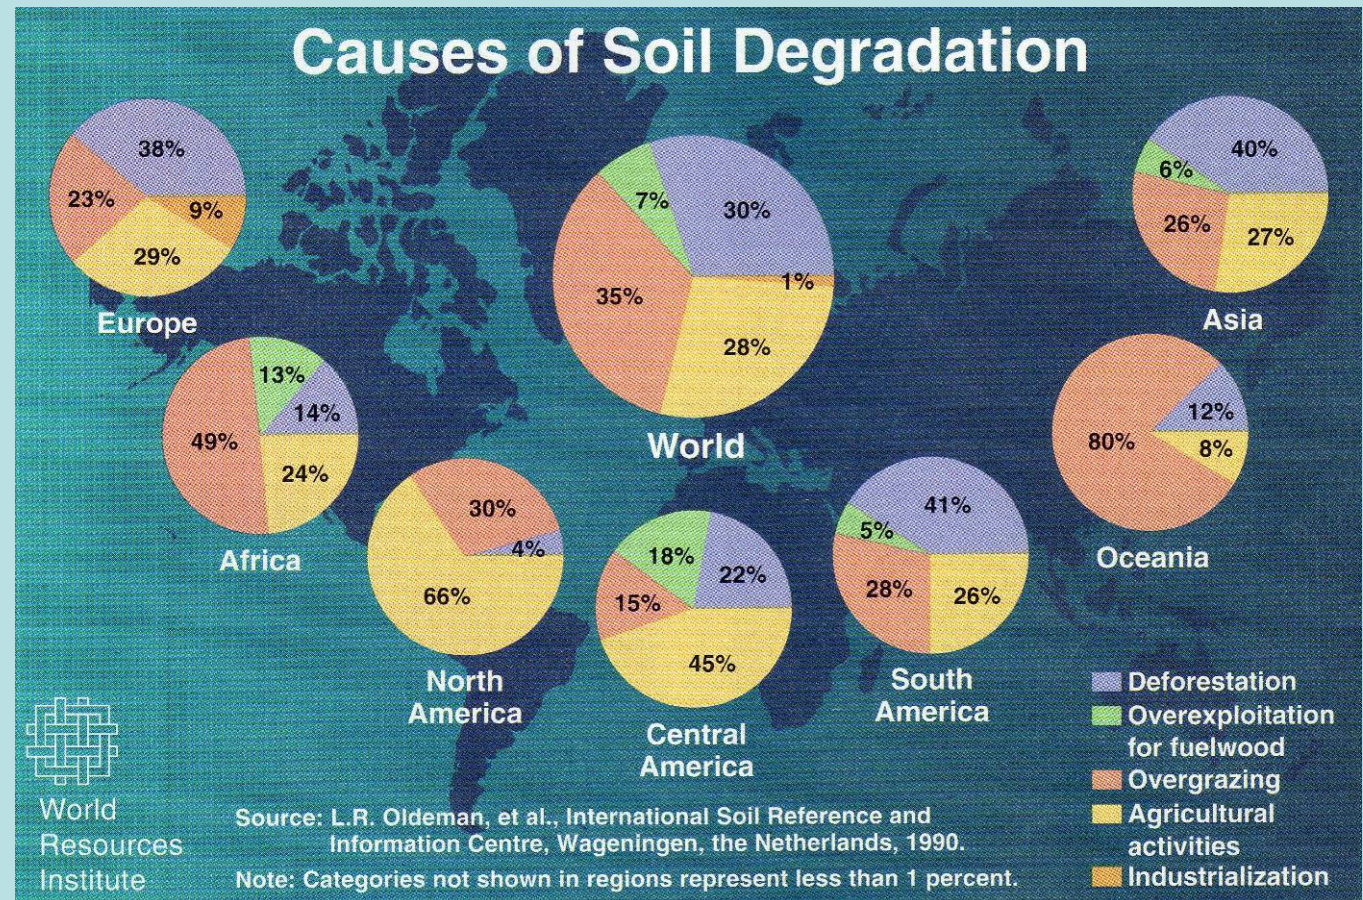 Causes of Soil Degradation
38%
23%
9%
29%
Europe
7%
30%
35%
1%
28%
World
40%
6%
26%
27%
Asia
13%
14%
49%
24%
Africa
30%
4%
66%
North
America
18%
22%
15%
45%
Central
America
41%
5%
28%
26%
South
America
12%
80%
8%
Oceania
Deforestation
Overexploitation
for fuelwood
Overgrazing
Agricultural
activities
Industrialization
World
Resources
Institute
Source: L.R. Oldeman, et al., International Soil Reference and
Information Centre, Wageningen, the Netherlands, 1990.
Note: Categories not shown in regions represent less than 1 percent.